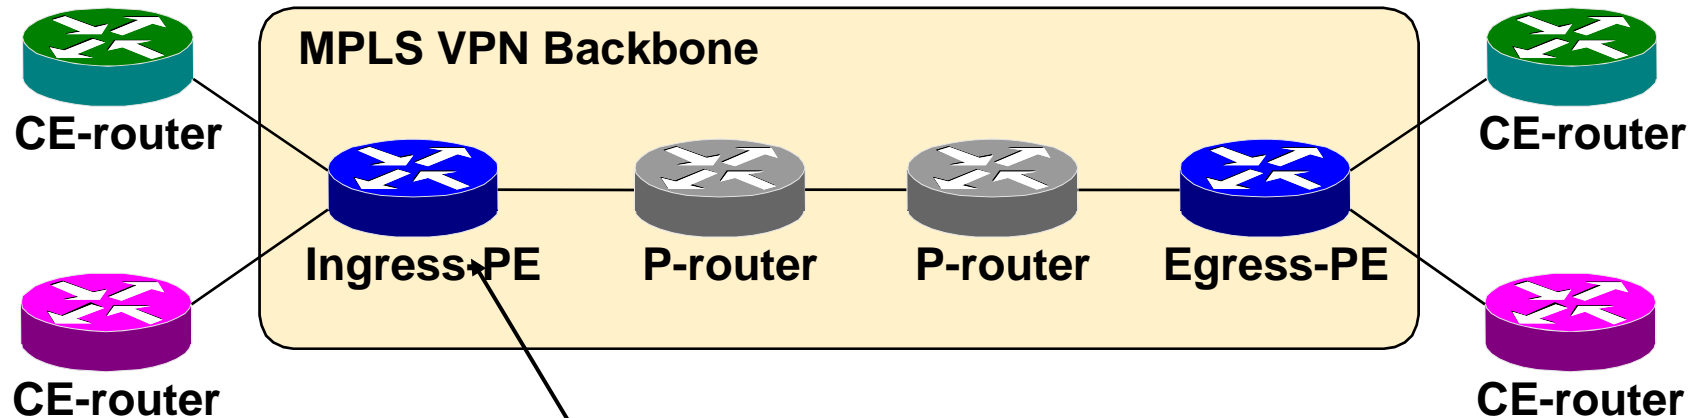 MPLS VPN Backbone
CE-router
CE-router
Ingress-PE
P-router
P-router
Egress-PE
CE-router
CE-router